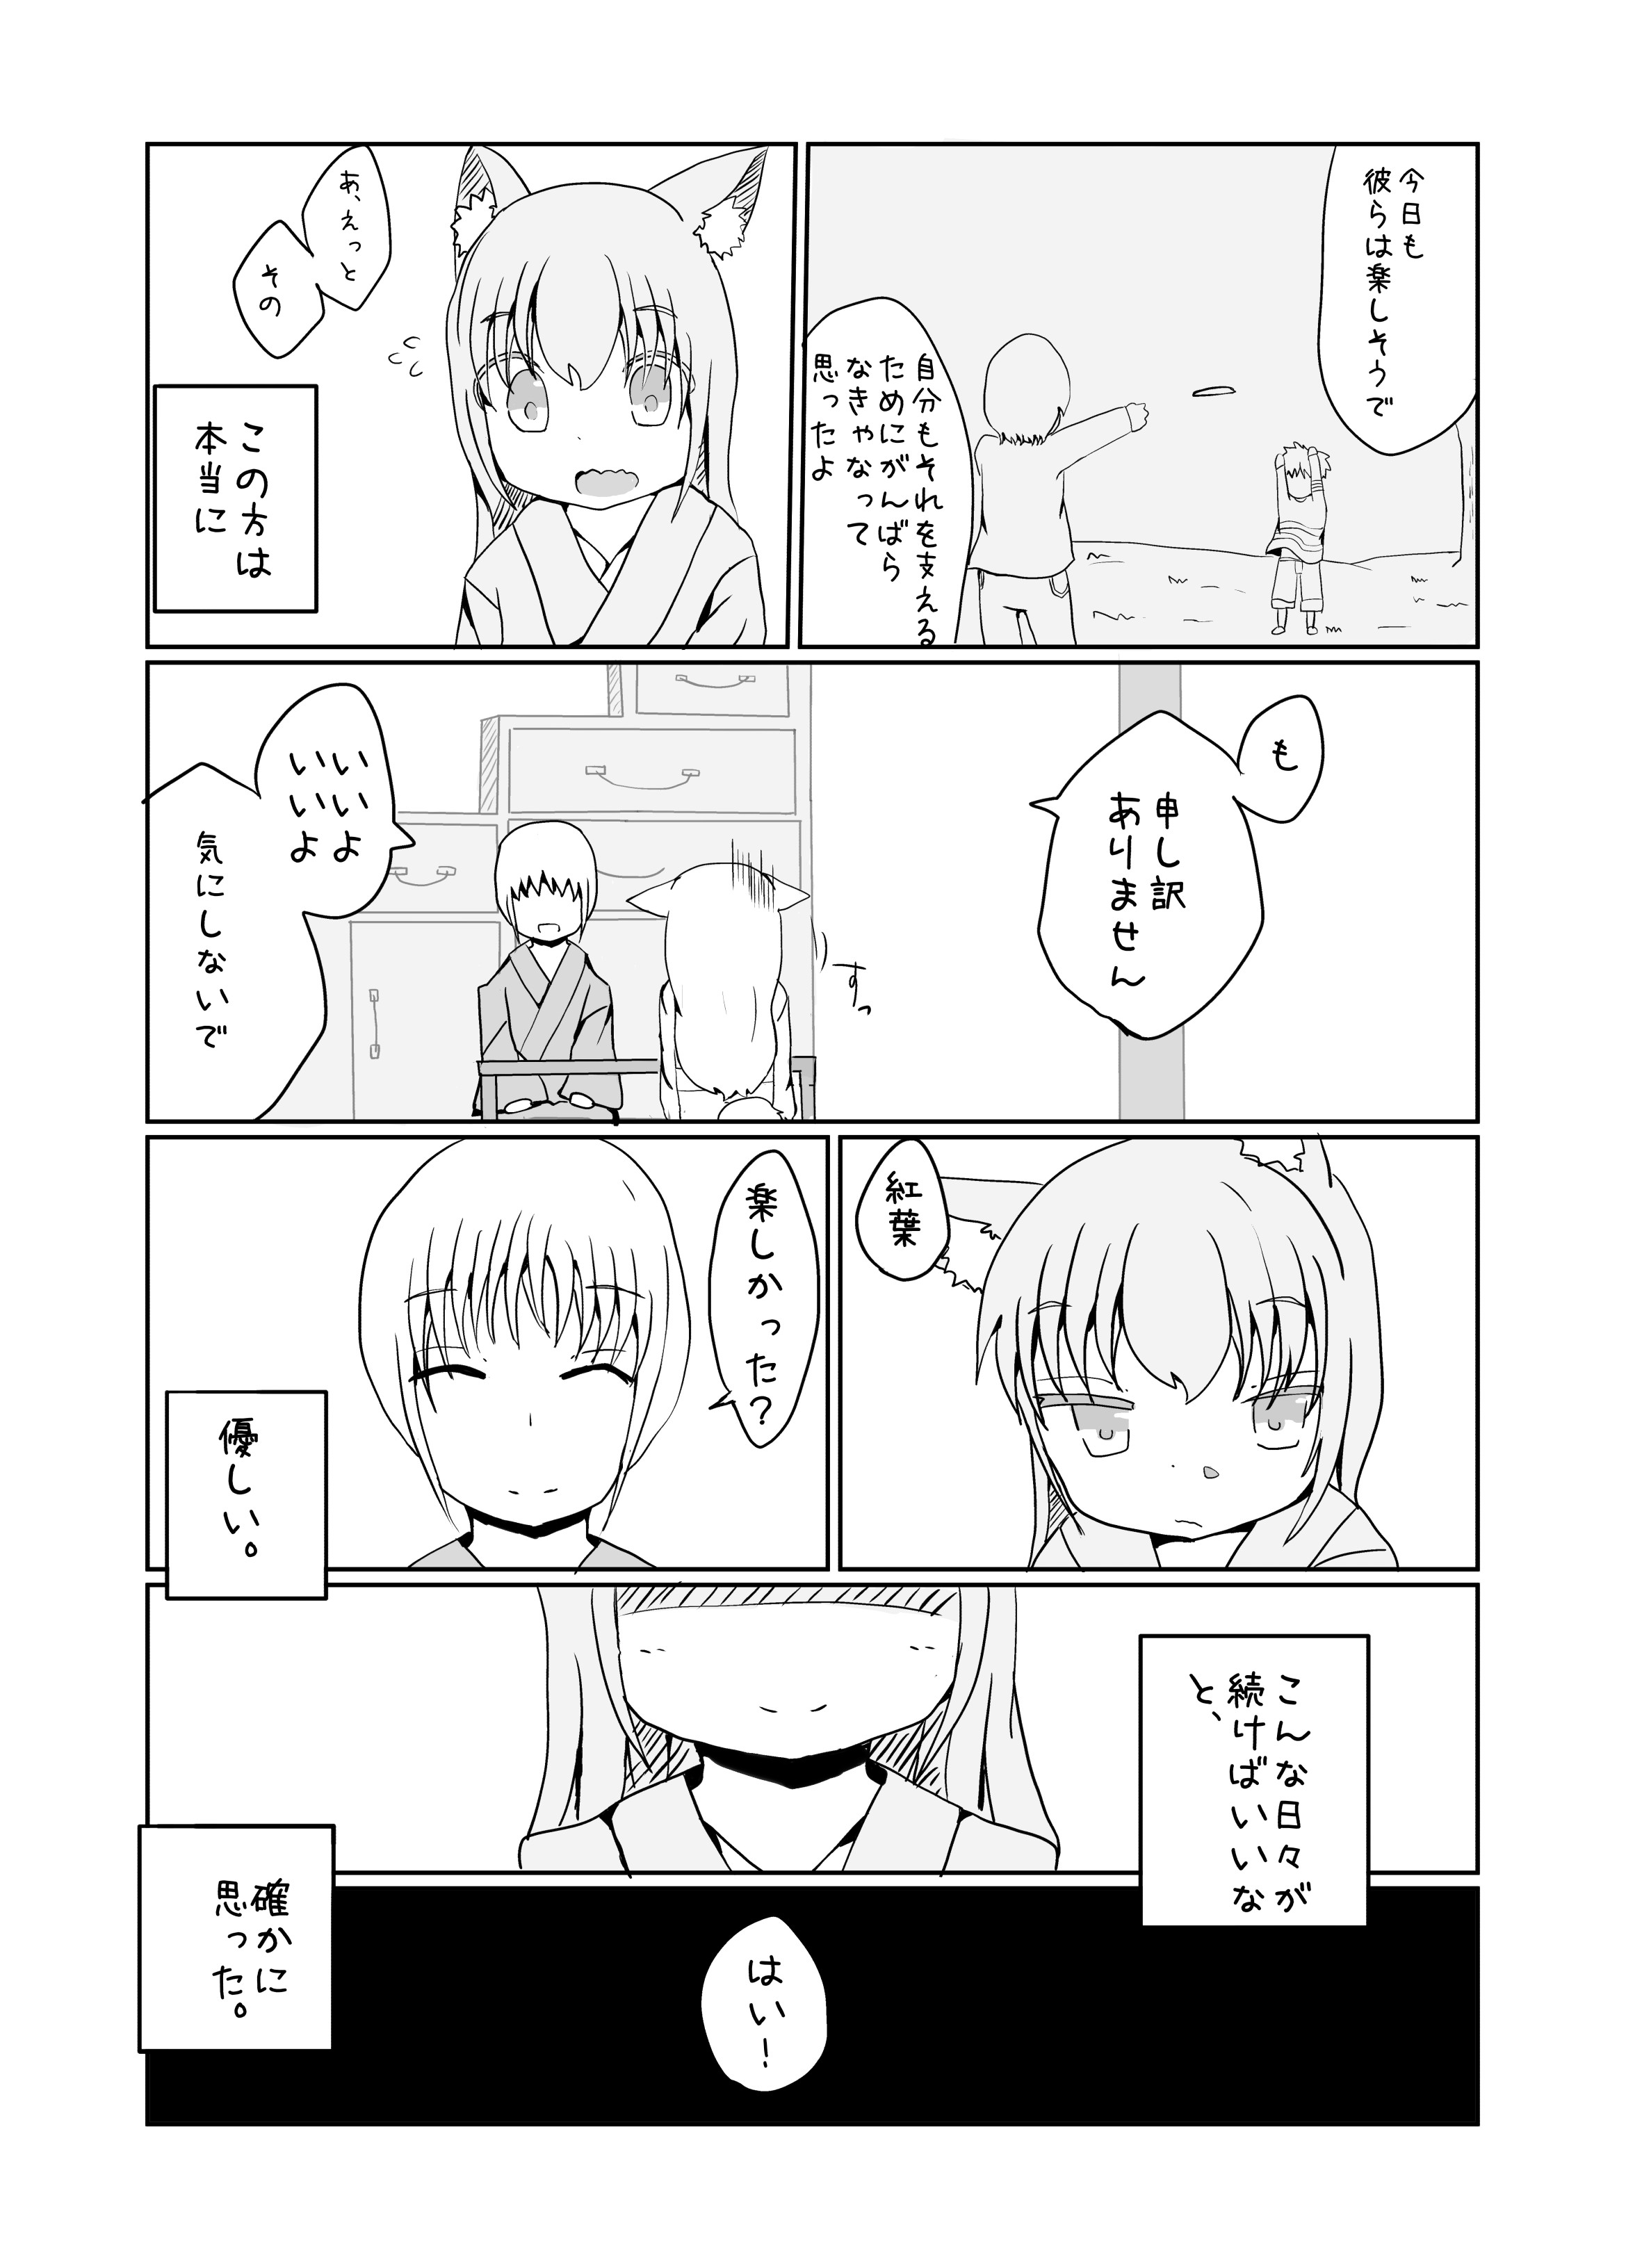 今日も
彼らは楽しそうで
自分もそれを支える
ためにがんばら
なきゃなって
思ったよ
あ、えっと
その
この方は
本当に
も
申し訳
ありません
すっ
いいよ
いいよ
気にしないで
紅葉
楽しかった?
優しい。
こんな日々が
続けばいいな
と、
確かに
思った。
はい!